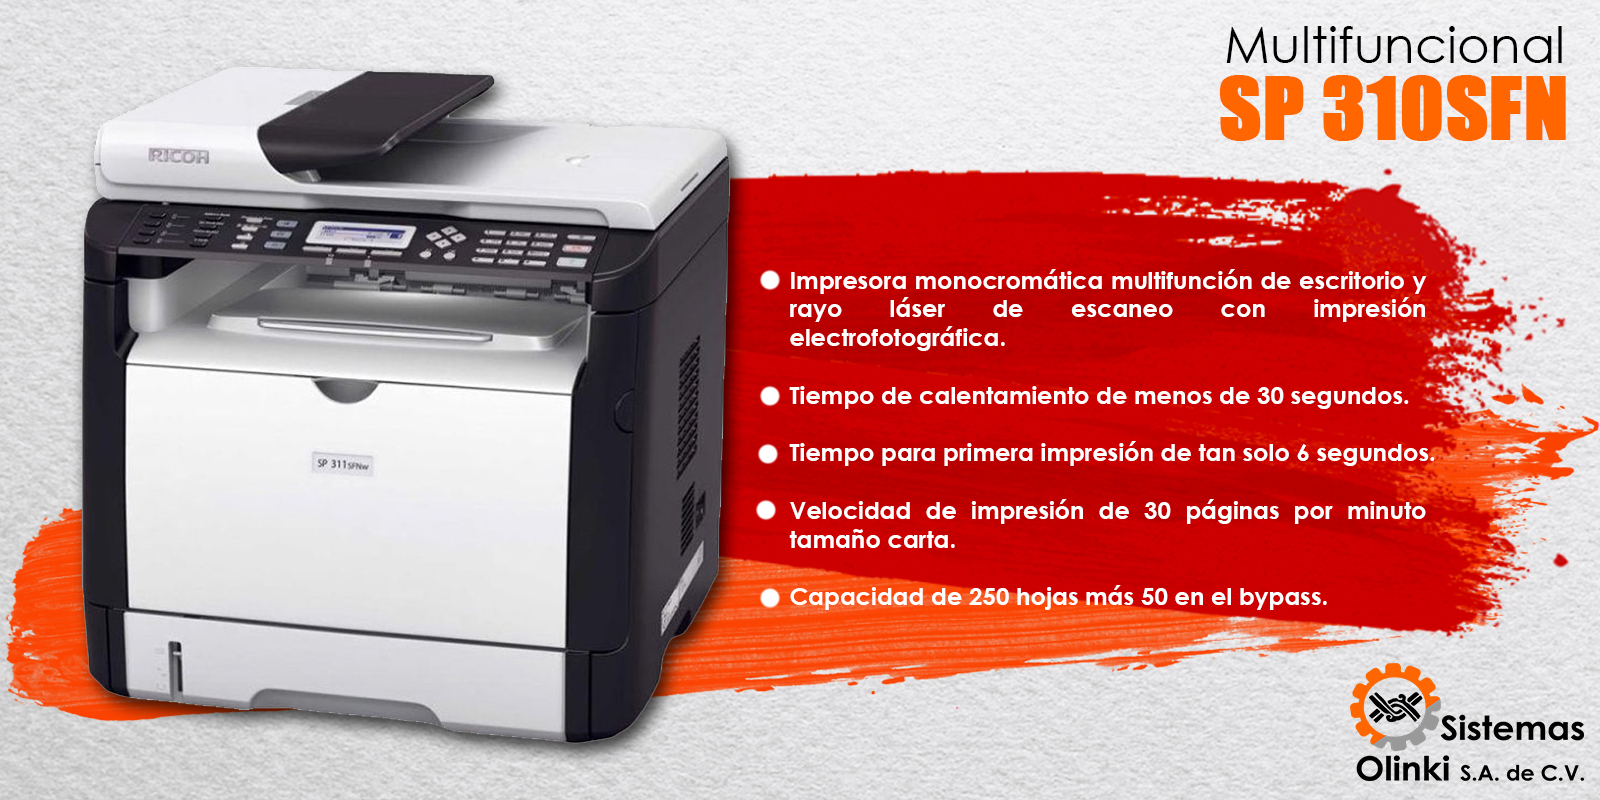 Multifuncional
SP 310SFN
RICOH
SP 311SFNw
Impresora monocromática multifunción de escritorio y
rayo láser de escaneo con impresión
electrofotográfica.
Tiempo de calentamiento de menos de 30 segundos.
Tiempo para primera impresión de tan solo 6 segundos.
Velocidad de impresión de 30 páginas por minuto
tamaño carta.
Capacidad de 250 hojas más 50 en el bypass.
Sistemas
Olinki S.A. de C.V.